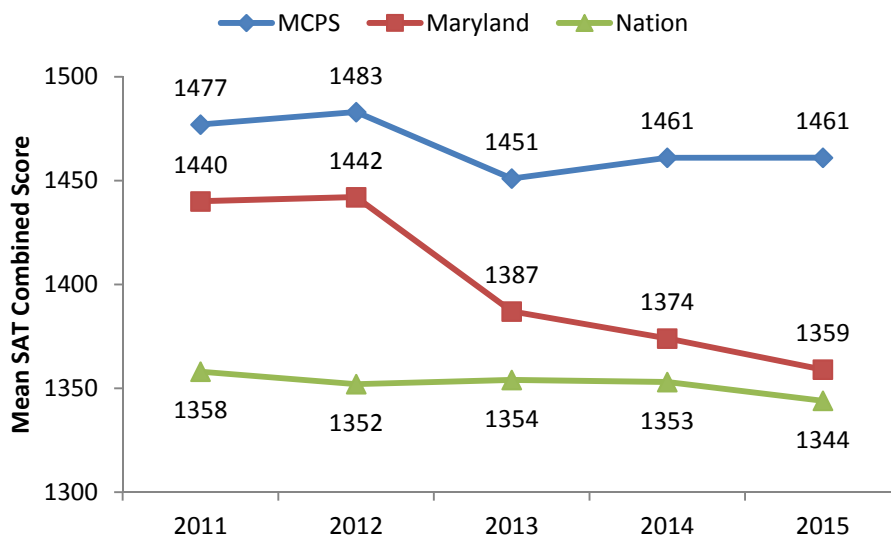 MCPS Maryland Nation
Mean SAT Combined Score
1500
1450
1400
1350
1300
1477 1483 1451 1461 1461
1440 1442 1387 1374 1359
1358 1352 1354 1353 1344
2011 2012 2013 2014 2015